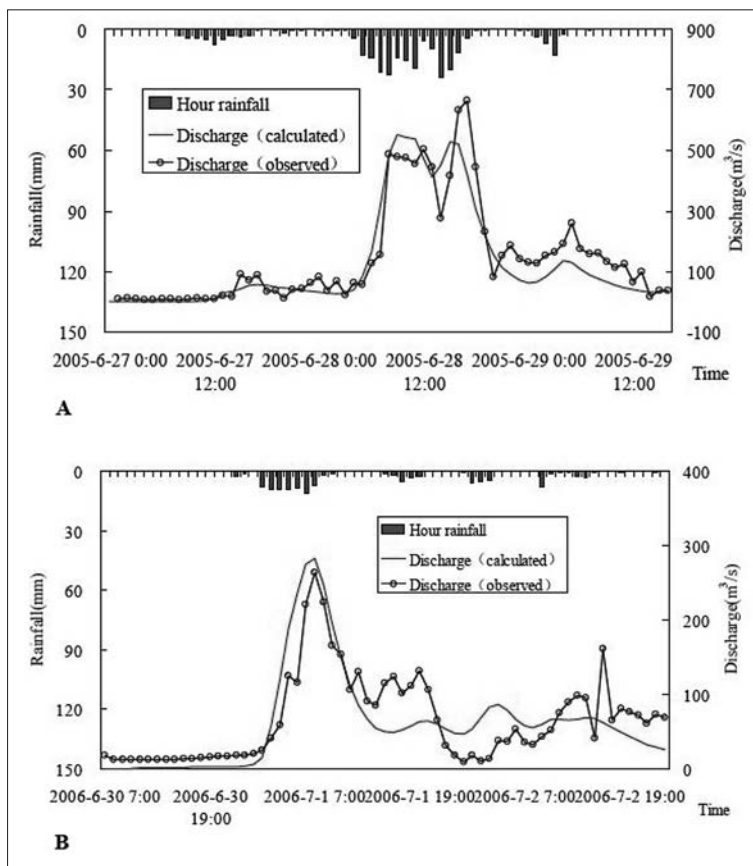 0
30
60
90
120
150
Rainfall(mm)
900
700
500
300
100
-100
Discharge(m³/s)
Hour rainfall
Discharge（calculated）
Discharge（observed）
2005-6-27 0:00 2005-6-27 2005-6-28 0:00 2005-6-28 2005-6-29 0:00 2005-6-29
12:00 12:00 12:00
Time
A
0
30
60
90
120
150
Rainfall(mm)
400
300
200
100
0
Discharge(m³/s)
Hour rainfall
Discharge（calculated）
Discharge（observed）
2006-6-30 7:00 2006-6-30 2006-7-1 7:00 2006-7-1 19:00 2006-7-2 7:00 2006-7-2 19:00
19:00
Time
B